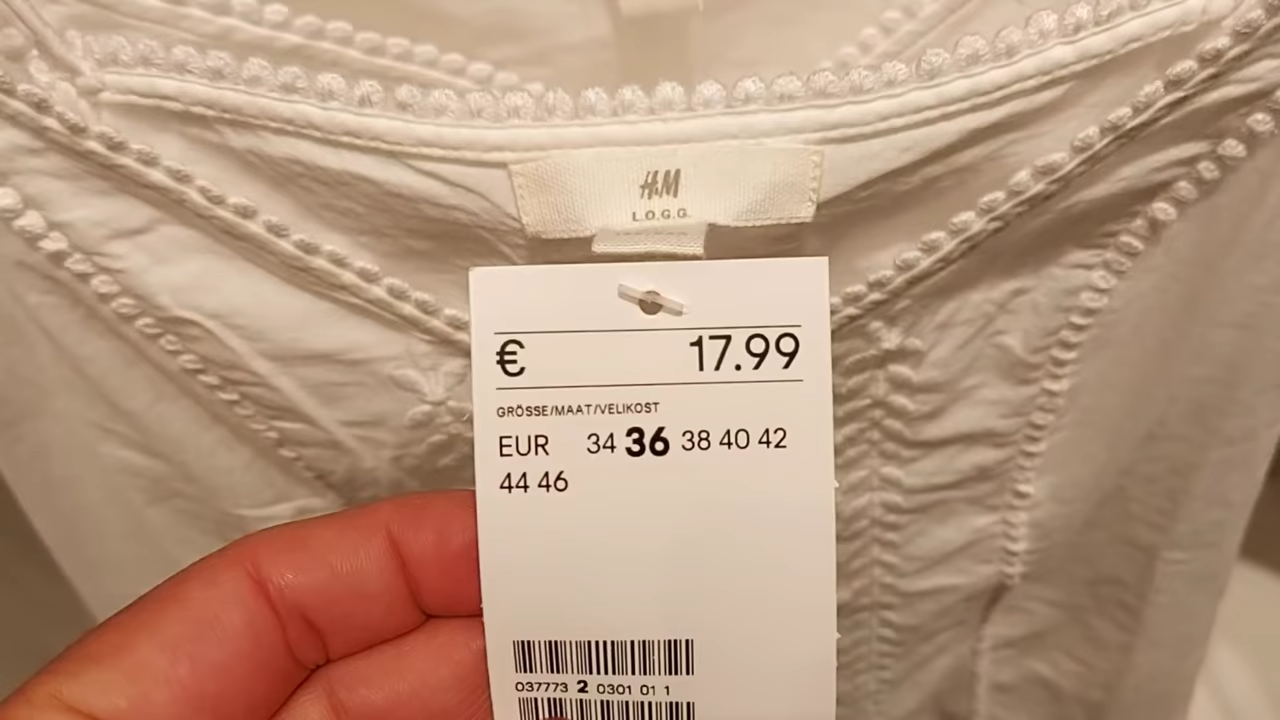 H&M
L.O.G.G.
€ 17.99
GRÖSSE/MAAT/VELIKOST
EUR 34 36 38 40 42
44 46
037773 2 0301 01 1